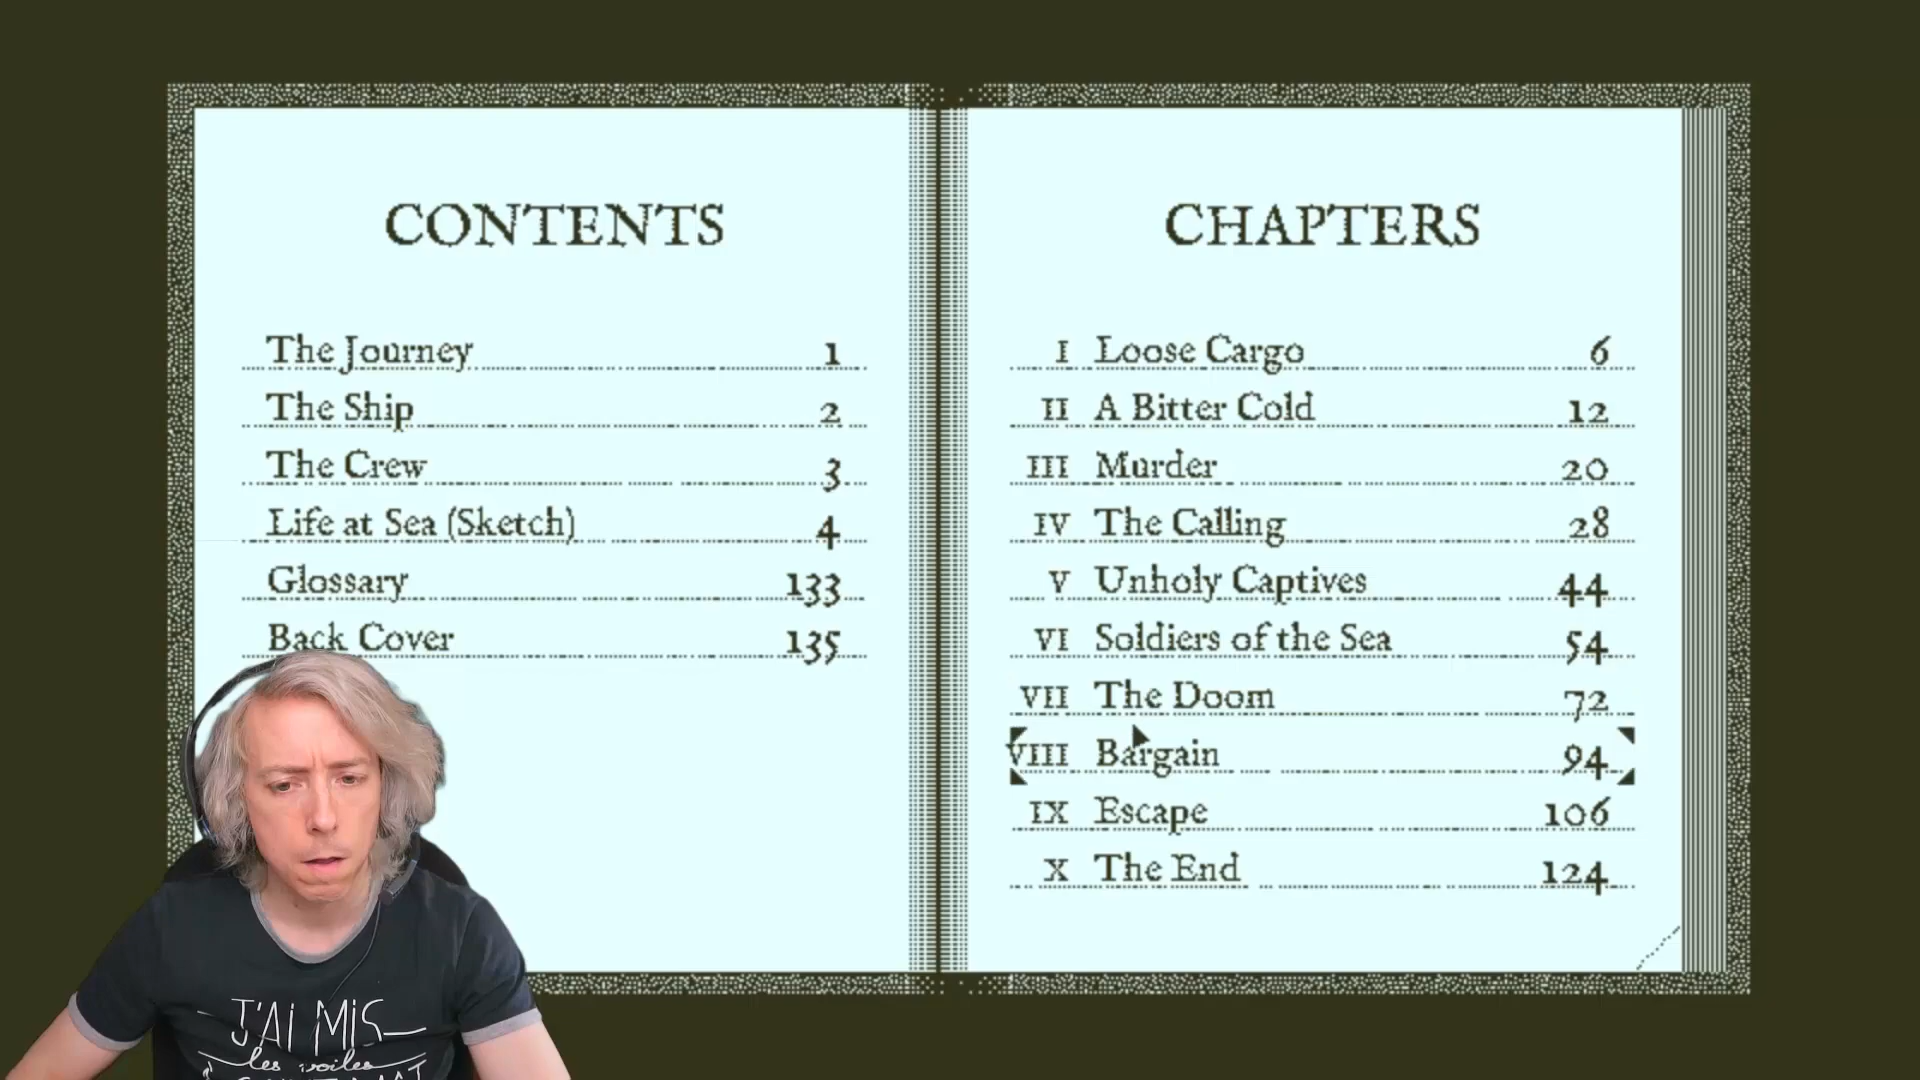 CONTENTS
The Journey 1
The Ship 2
The Crew 3
Life at Sea (Sketch) 4
Glossary 133
Back Cover 135
CHAPTERS
I Loose Cargo 6
II A Bitter Cold 12
III Murder 20
IV The Calling 28
V Unholy Captives 44
VI Soldiers of the Sea 54
VII The Doom 72
VIII Bargain 94
IX Escape 106
X The End 124
J'AI MIS
les voiles